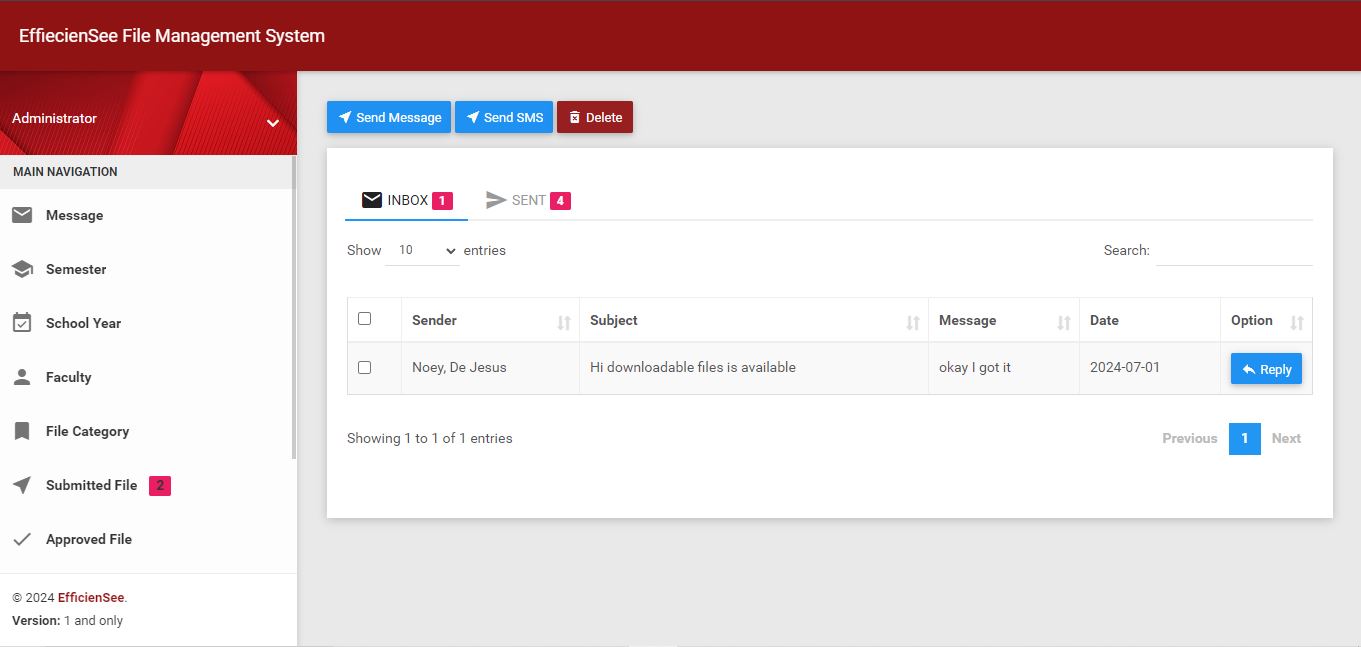 EffiecienSee File Management System
Administrator
MAIN NAVIGATION
Message
Semester
School Year
Faculty
File Category
Submitted File 2
Approved File
© 2024 EfficienSee.
Version: 1 and only
Send Message Send SMS Delete
INBOX 1 SENT 4
Show 10 entries Search:
Sender Subject Message Date Option
Noey, De Jesus Hi downloadable files is available okay I got it 2024-07-01 Reply
Showing 1 to 1 of 1 entries Previous 1 Next